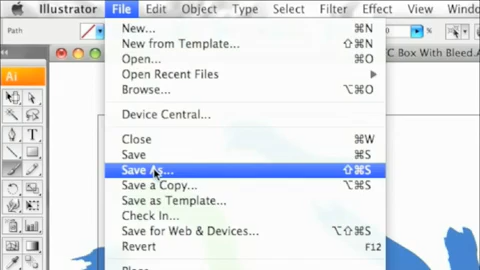 Illustrator File Edit Object Type Select Filter Effect View Window
Path
FC Box With Bleed.A
Ai
New... ⌘N
New from Template... ⇧⌘N
Open... ⌘O
Open Recent Files
Browse... ⌥⌘O
Device Central...
Close ⌘W
Save ⌘S
Save As... ⇧⌘S
Save a Copy... ⌥⌘S
Save as Template...
Check In...
Save for Web & Devices... ⌥⇧⌘S
Revert F12